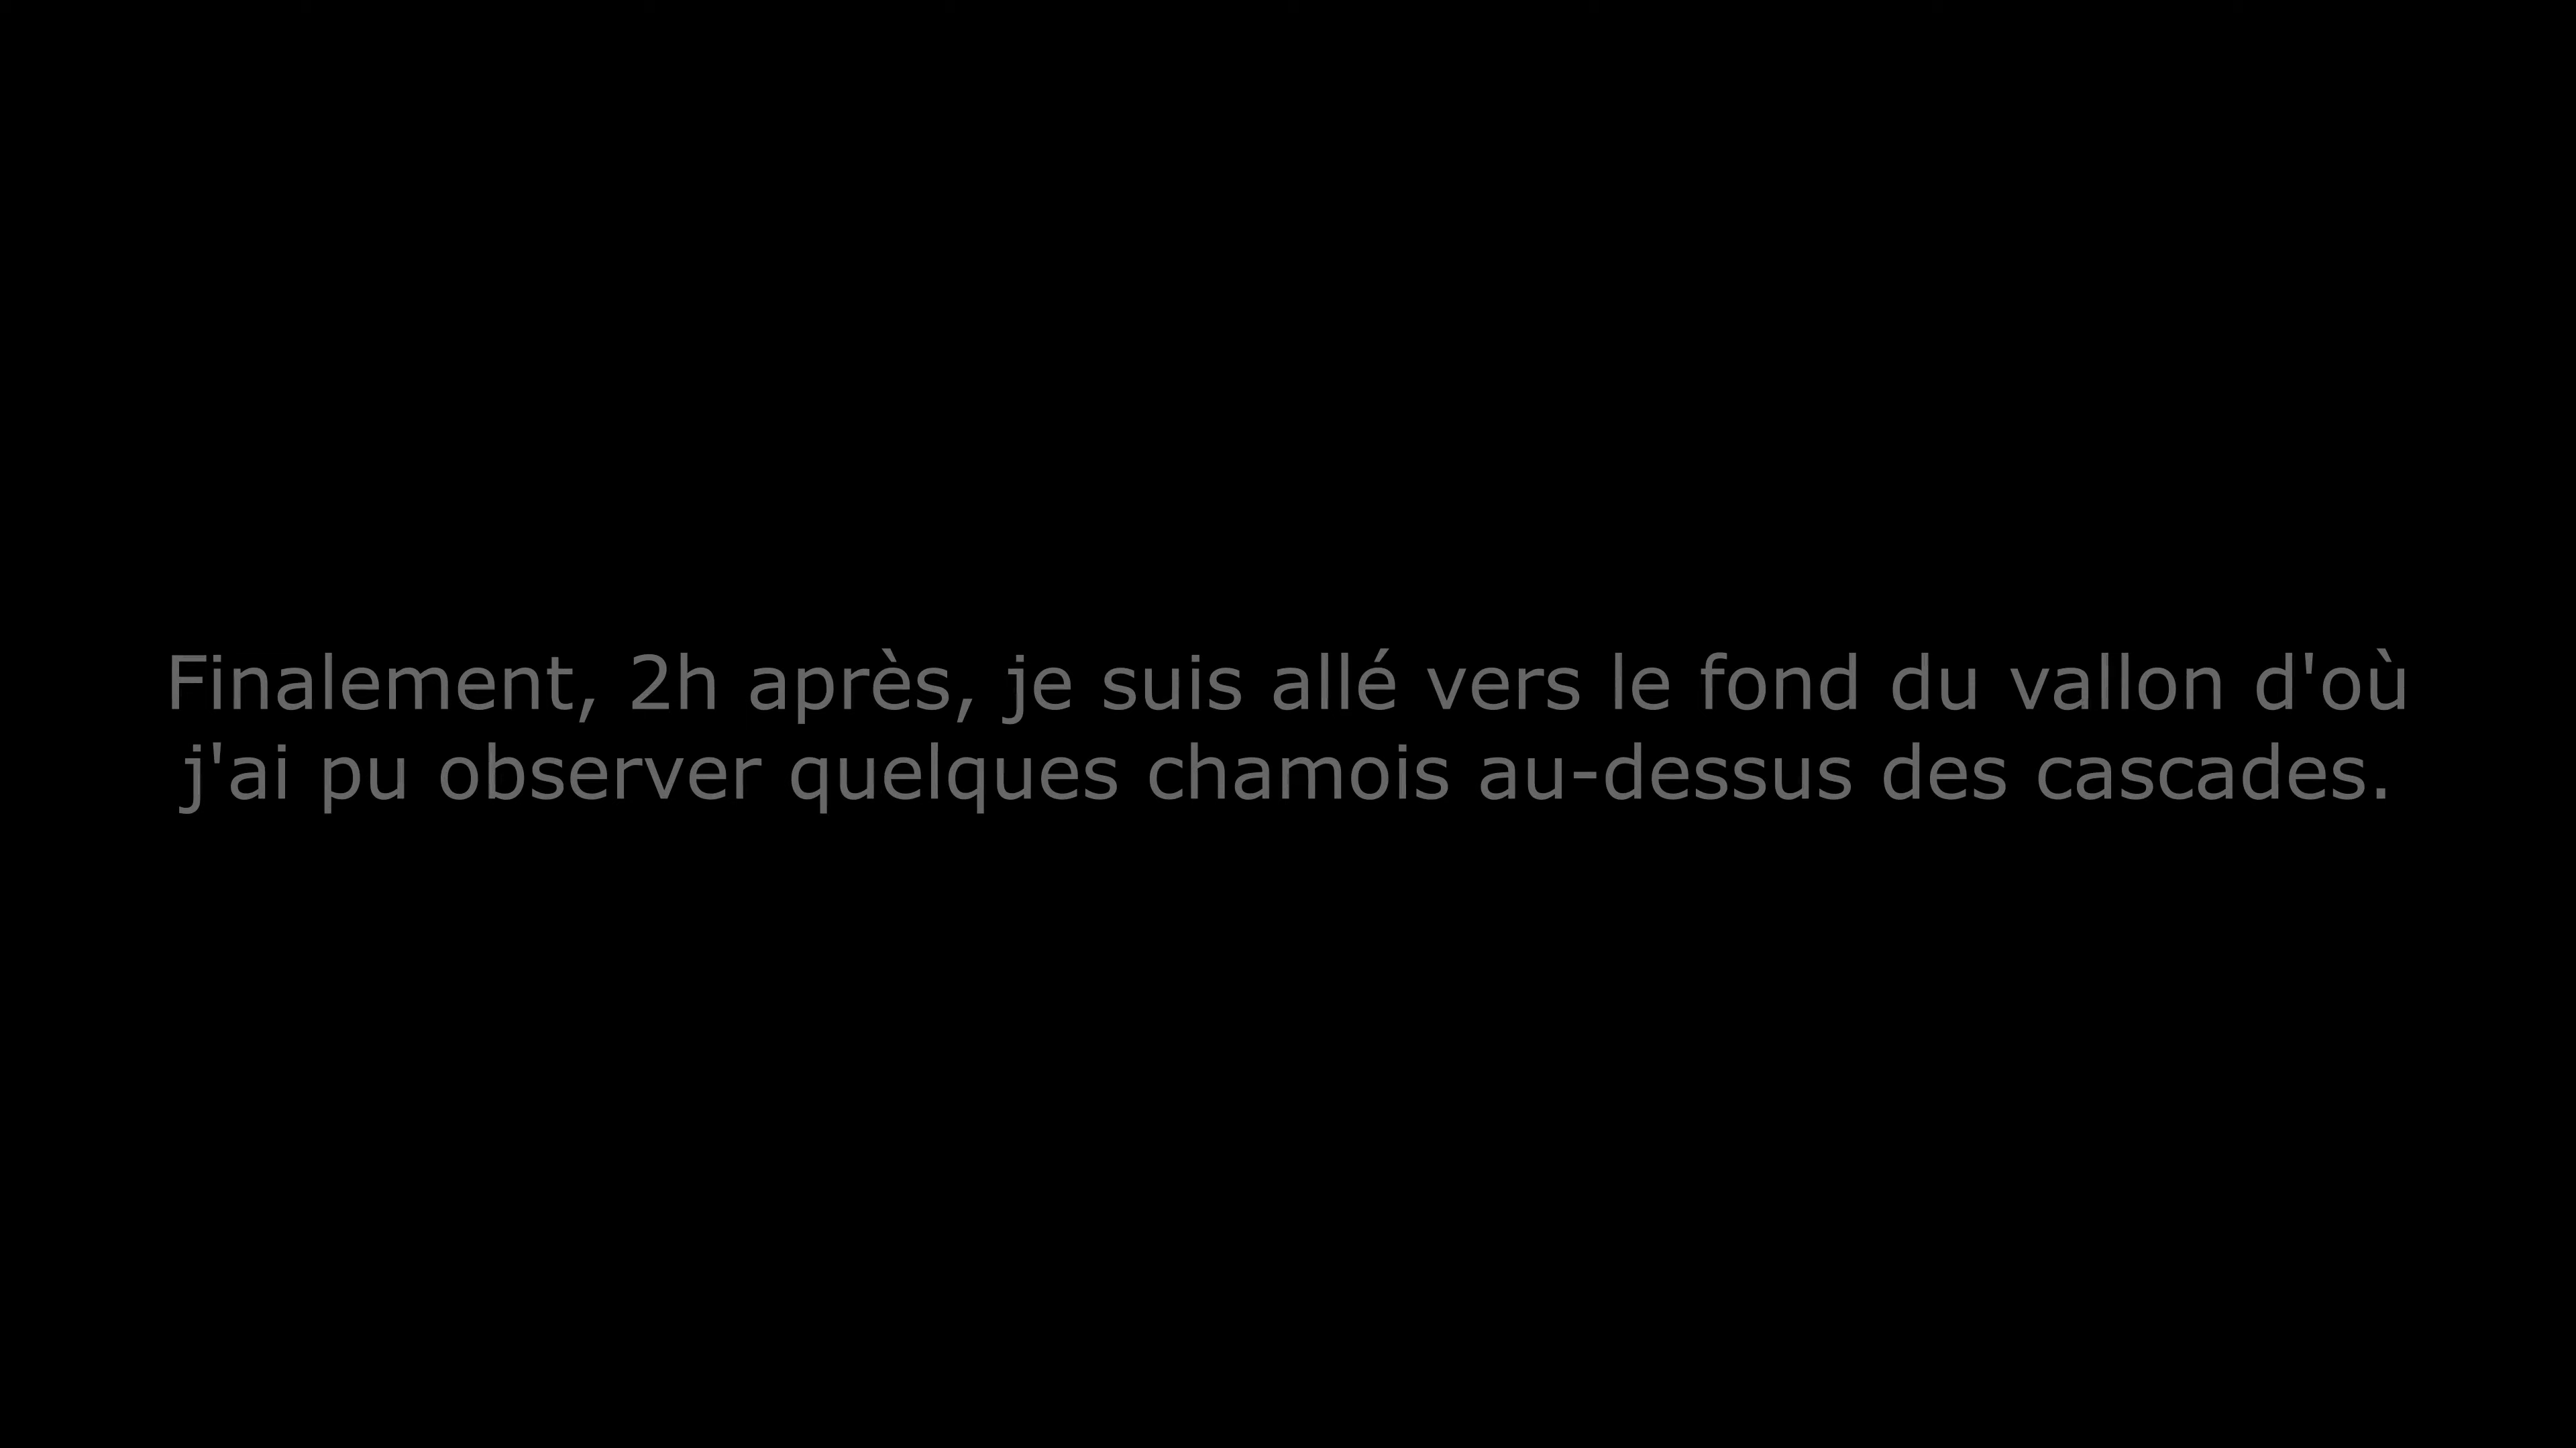 Finalement, 2h après, je suis allé vers le fond du vallon d'où
j'ai pu observer quelques chamois au-dessus des cascades.